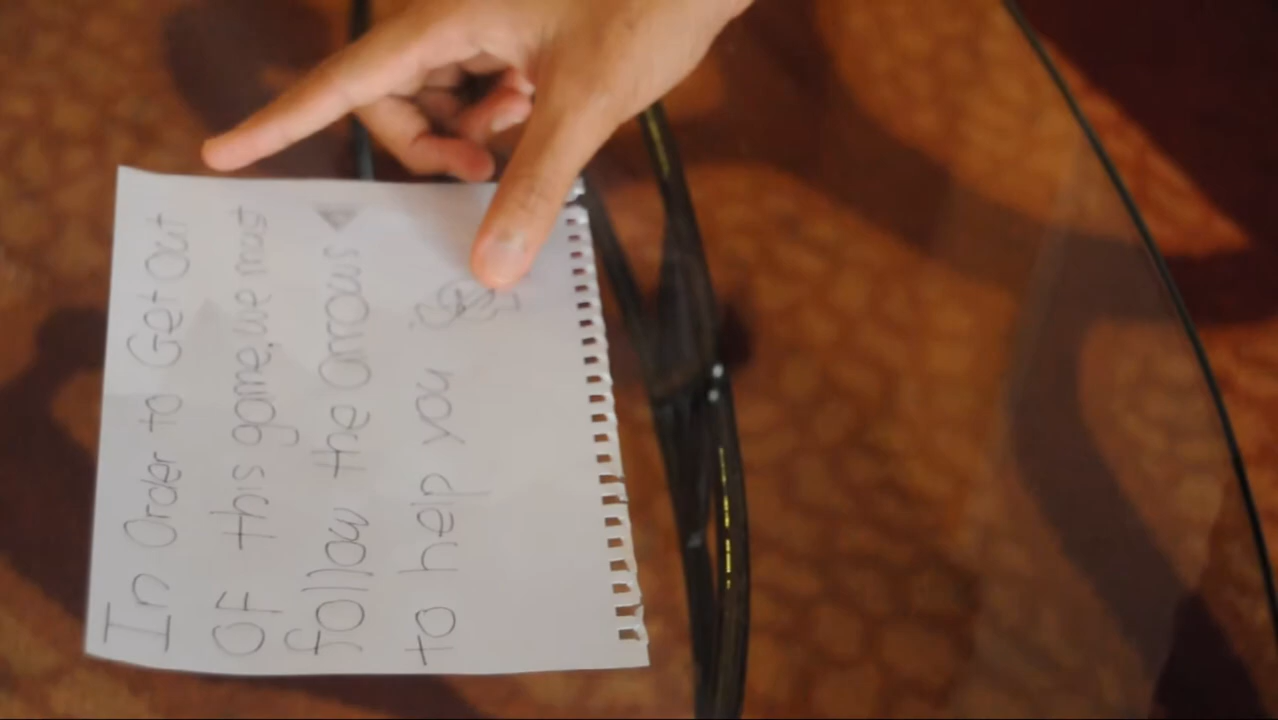 In Order to Get out
OF this game, we must
follow the arrows
to help you